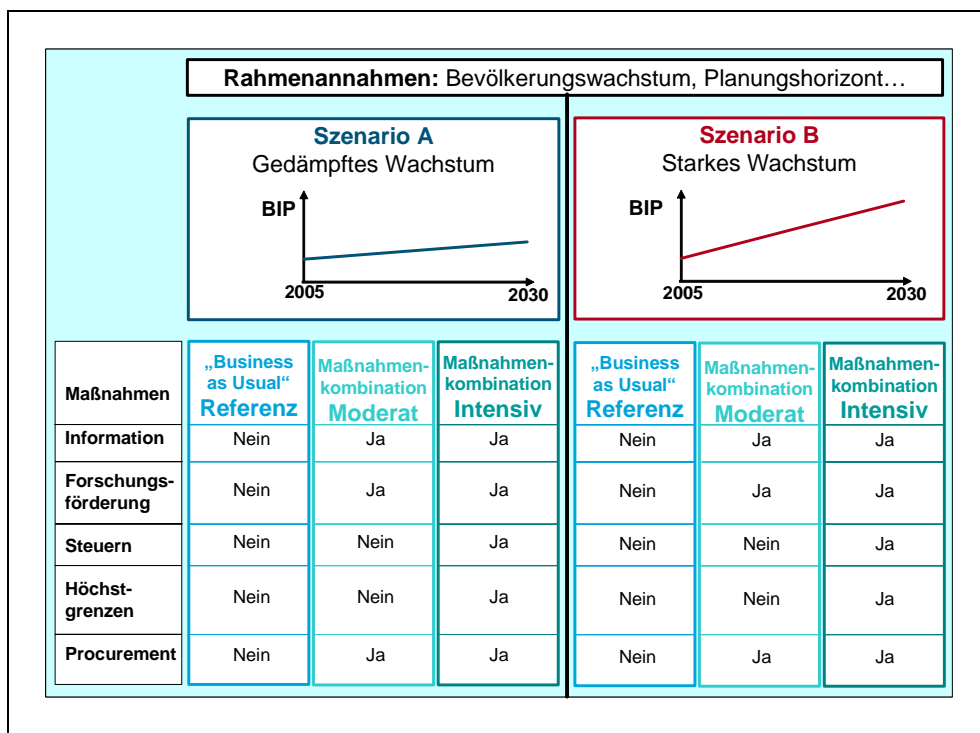 Rahmenannahmen: Bevölkerungswachstum, Planungshorizont…
Szenario A
Gedämpftes Wachstum
BIP
2005
2030
Szenario B
Starkes Wachstum
BIP
2005
2030
Maßnahmen
„Business
as Usual“
Referenz
Maßnahmen-
kombination
Moderat
Maßnahmen-
kombination
Intensiv
„Business
as Usual“
Referenz
Maßnahmen-
kombination
Moderat
Maßnahmen-
kombination
Intensiv
Information Nein Ja Ja Nein Ja Ja
Forschungs-
förderung Nein Ja Ja Nein Ja Ja
Steuern Nein Nein Ja Nein Nein Ja
Höchst-
grenzen Nein Nein Ja Nein Nein Ja
Procurement Nein Ja Ja Nein Ja Ja